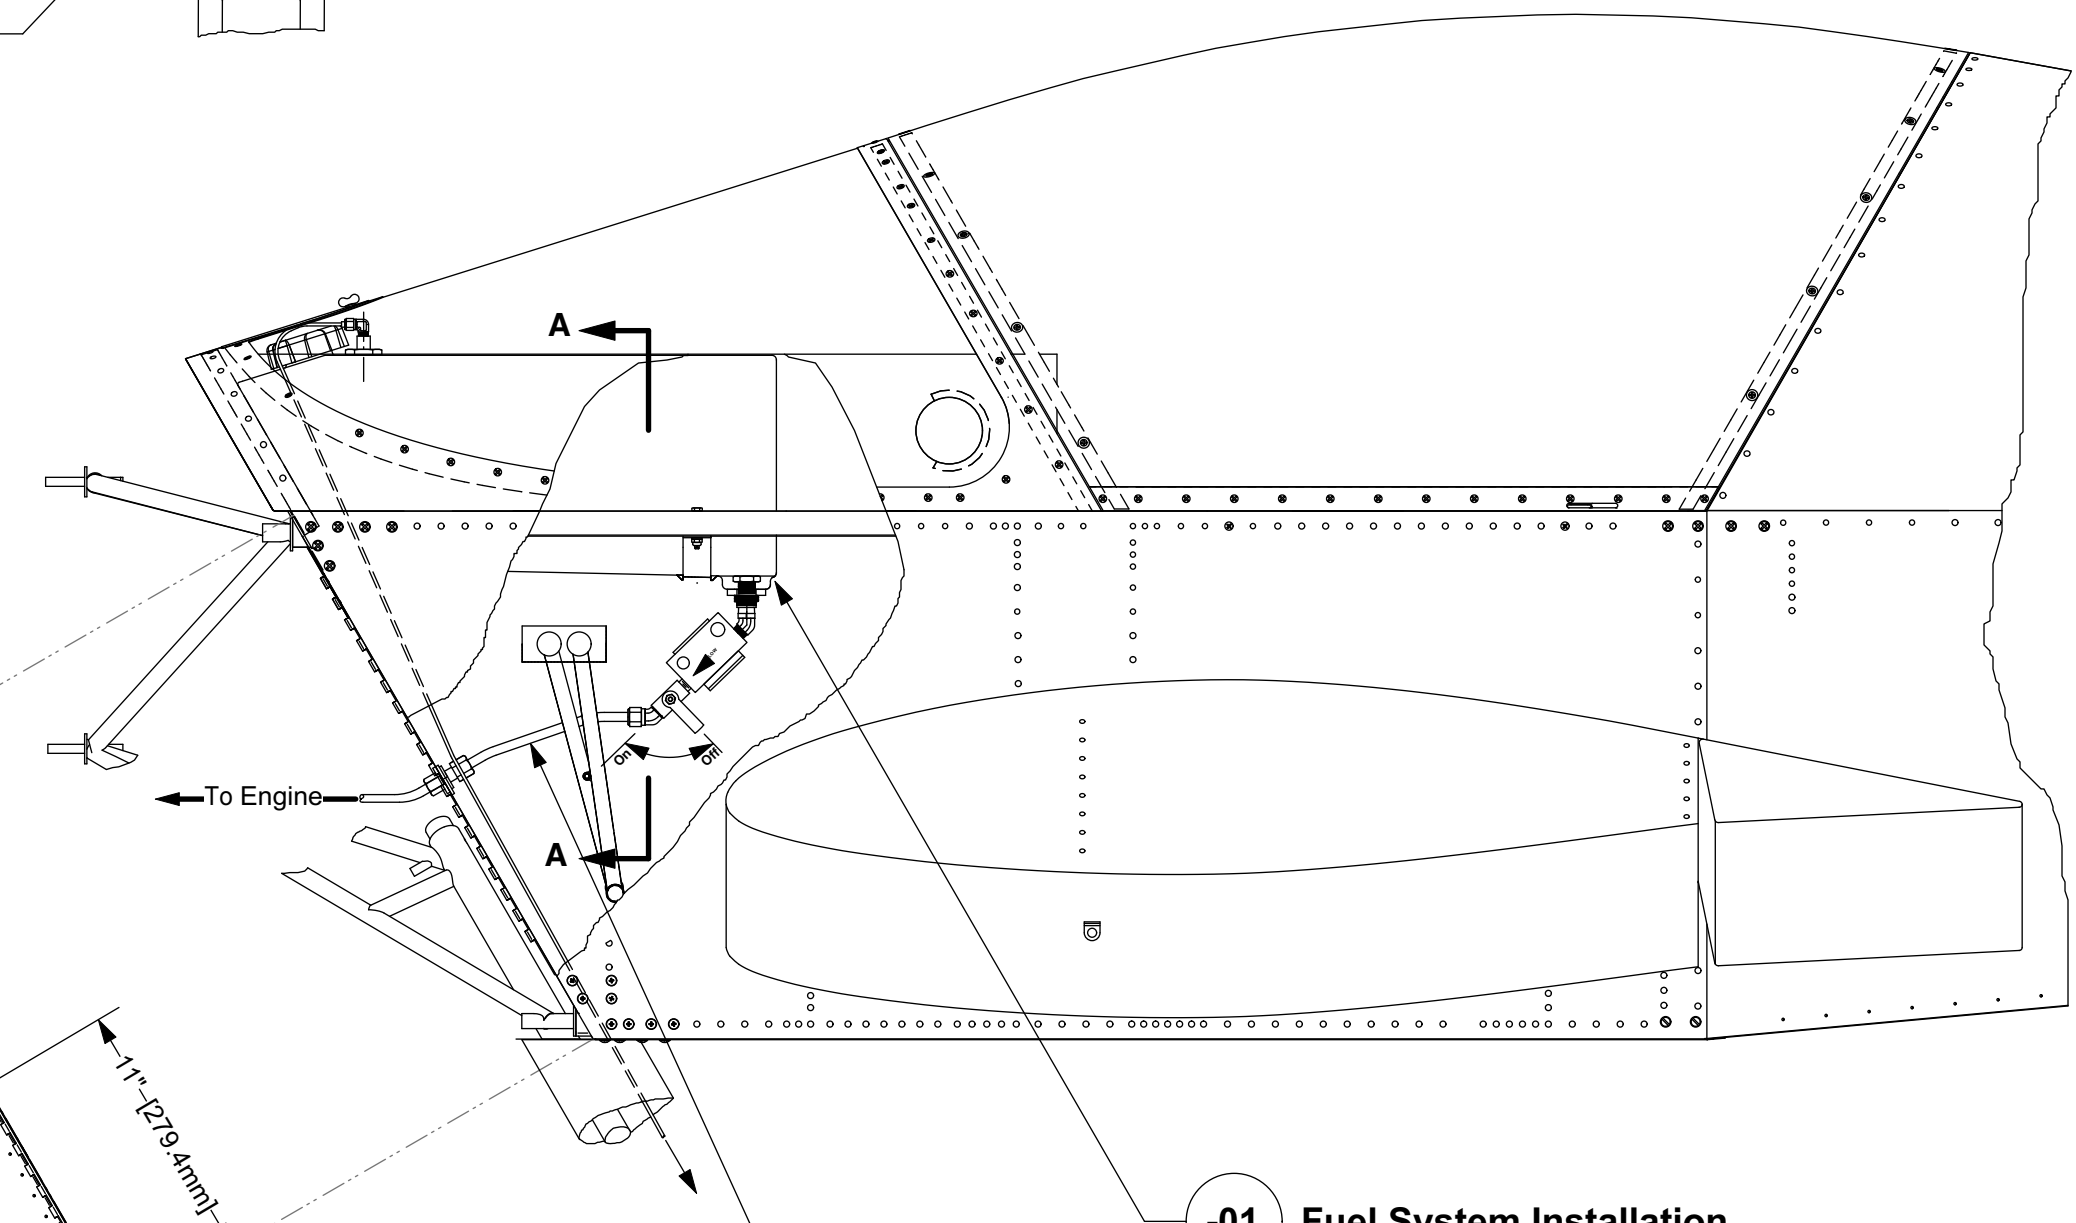 A
On
Off
To Engine
A
11" [279.4mm]
-01
Fuel System Installation